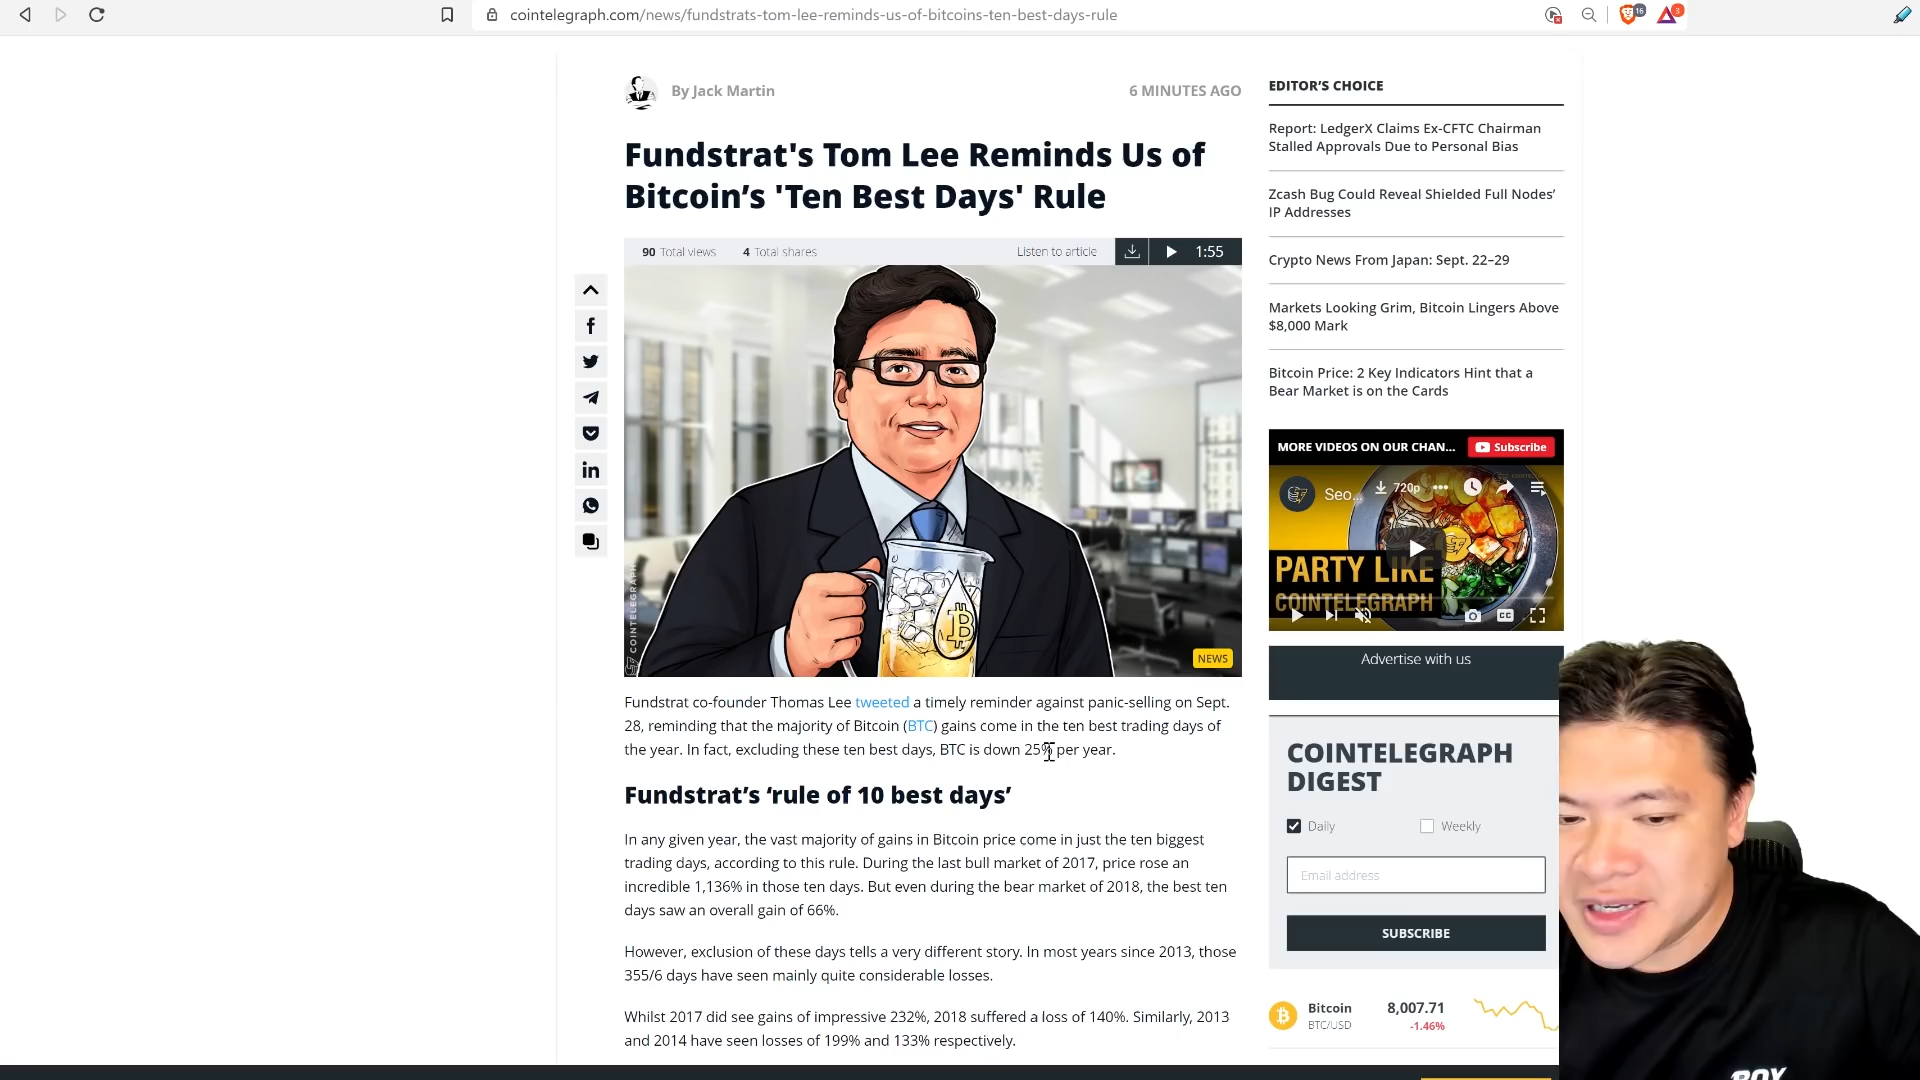 cointelegraph.com/news/fundstrats-tom-lee-reminds-us-of-bitcoins-ten-best-days-rule
16
3
By Jack Martin
6 MINUTES AGO
Fundstrat's Tom Lee Reminds Us of
Bitcoin’s 'Ten Best Days' Rule
90 Total views
4 Total shares
Listen to article
1:55
COINTELEGRAPH
NEWS
Fundstrat co-founder Thomas Lee tweeted a timely reminder against panic-selling on Sept.
28, reminding that the majority of Bitcoin (BTC) gains come in the ten best trading days of
the year. In fact, excluding these ten best days, BTC is down 25% per year.
Fundstrat’s ‘rule of 10 best days’
In any given year, the vast majority of gains in Bitcoin price come in just the ten biggest
trading days, according to this rule. During the last bull market of 2017, price rose an
incredible 1,136% in those ten days. But even during the bear market of 2018, the best ten
days saw an overall gain of 66%.
However, exclusion of these days tells a very different story. In most years since 2013, those
355/6 days have seen mainly quite considerable losses.
Whilst 2017 did see gains of impressive 232%, 2018 suffered a loss of 140%. Similarly, 2013
and 2014 have seen losses of 199% and 133% respectively.
EDITOR’S CHOICE
Report: LedgerX Claims Ex-CFTC Chairman
Stalled Approvals Due to Personal Bias
Zcash Bug Could Reveal Shielded Full Nodes’
IP Addresses
Crypto News From Japan: Sept. 22–29
Markets Looking Grim, Bitcoin Lingers Above
$8,000 Mark
Bitcoin Price: 2 Key Indicators Hint that a
Bear Market is on the Cards
MORE VIDEOS ON OUR CHAN...
Subscribe
Seo...
720p
PARTY LIKE
COINTELEGRAPH
CC
Advertise with us
COINTELEGRAPH
DIGEST
Daily
Weekly
Email address
SUBSCRIBE
Bitcoin
8,007.71
BTC/USD
-1.46%